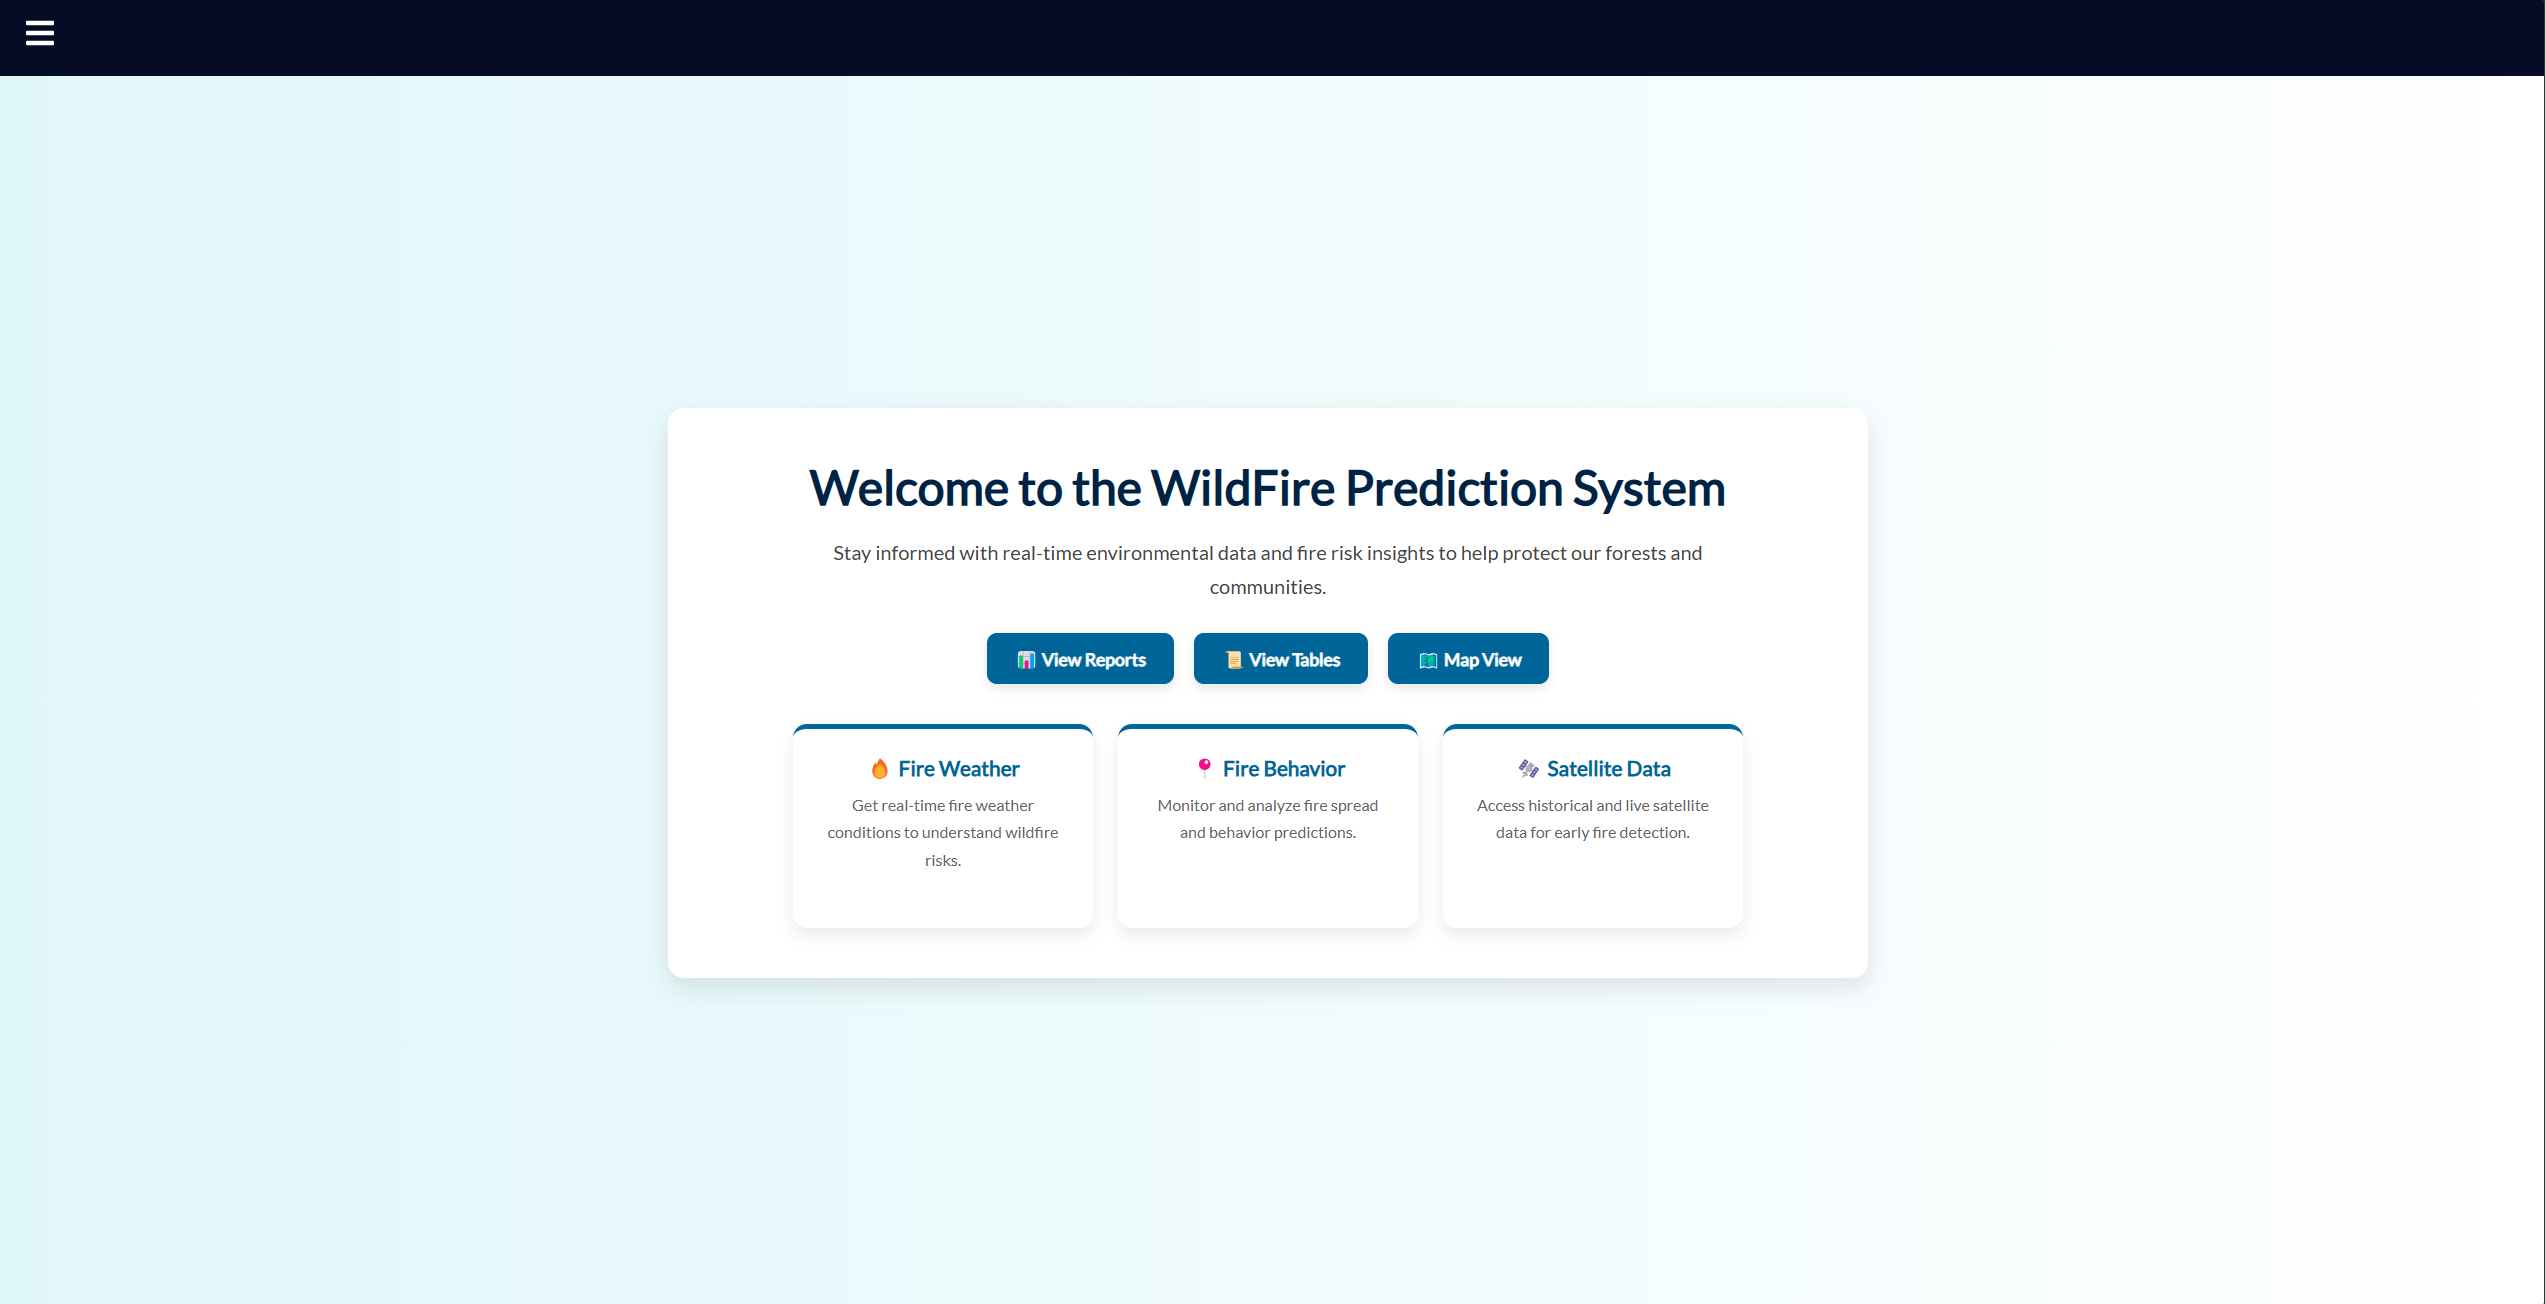 Welcome to the WildFire Prediction System
Stay informed with real-time environmental data and fire risk insights to help protect our forests and
communities.
📊 View Reports
📜 View Tables
🗺️ Map View
🔥 Fire Weather
Get real-time fire weather
conditions to understand wildfire
risks.
📍 Fire Behavior
Monitor and analyze fire spread
and behavior predictions.
🛰️ Satellite Data
Access historical and live satellite
data for early fire detection.